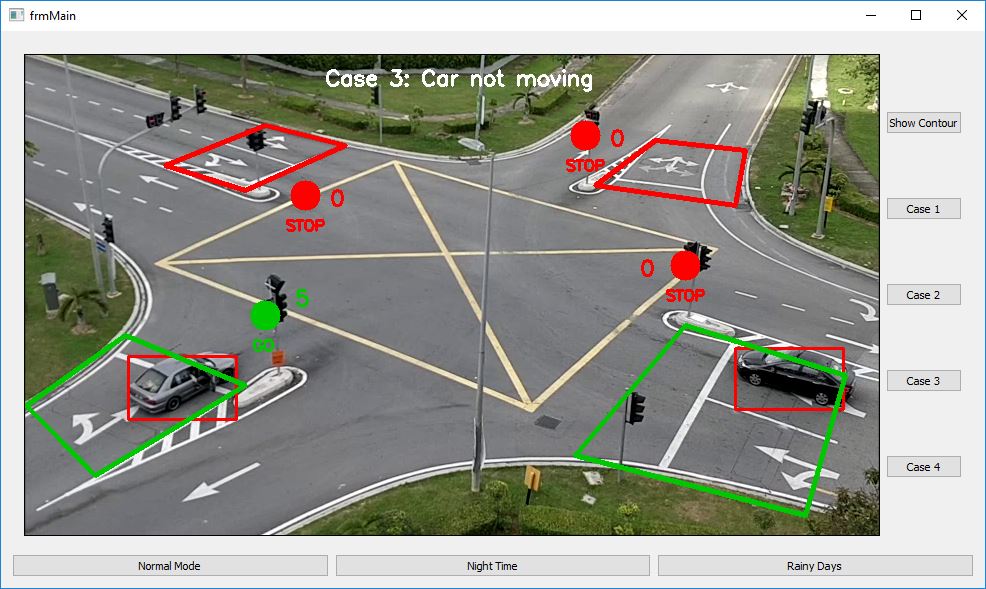 frmMain
Case 3: Car not moving
Show Contour
0
STOP
0
STOP
Case 1
0
STOP
Case 2
5
GO
Case 3
Case 4
Normal Mode
Night Time
Rainy Days